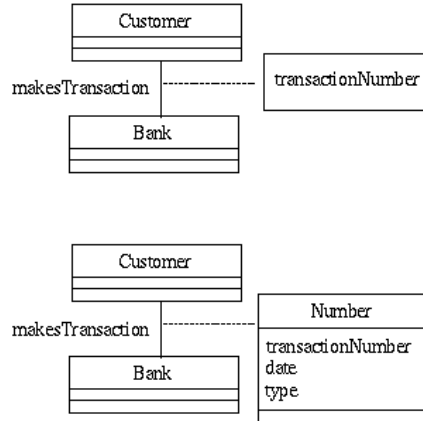 Customer
makesTransaction
transactionNumber
Bank
Customer
makesTransaction
Number
transactionNumber
date
type
Bank